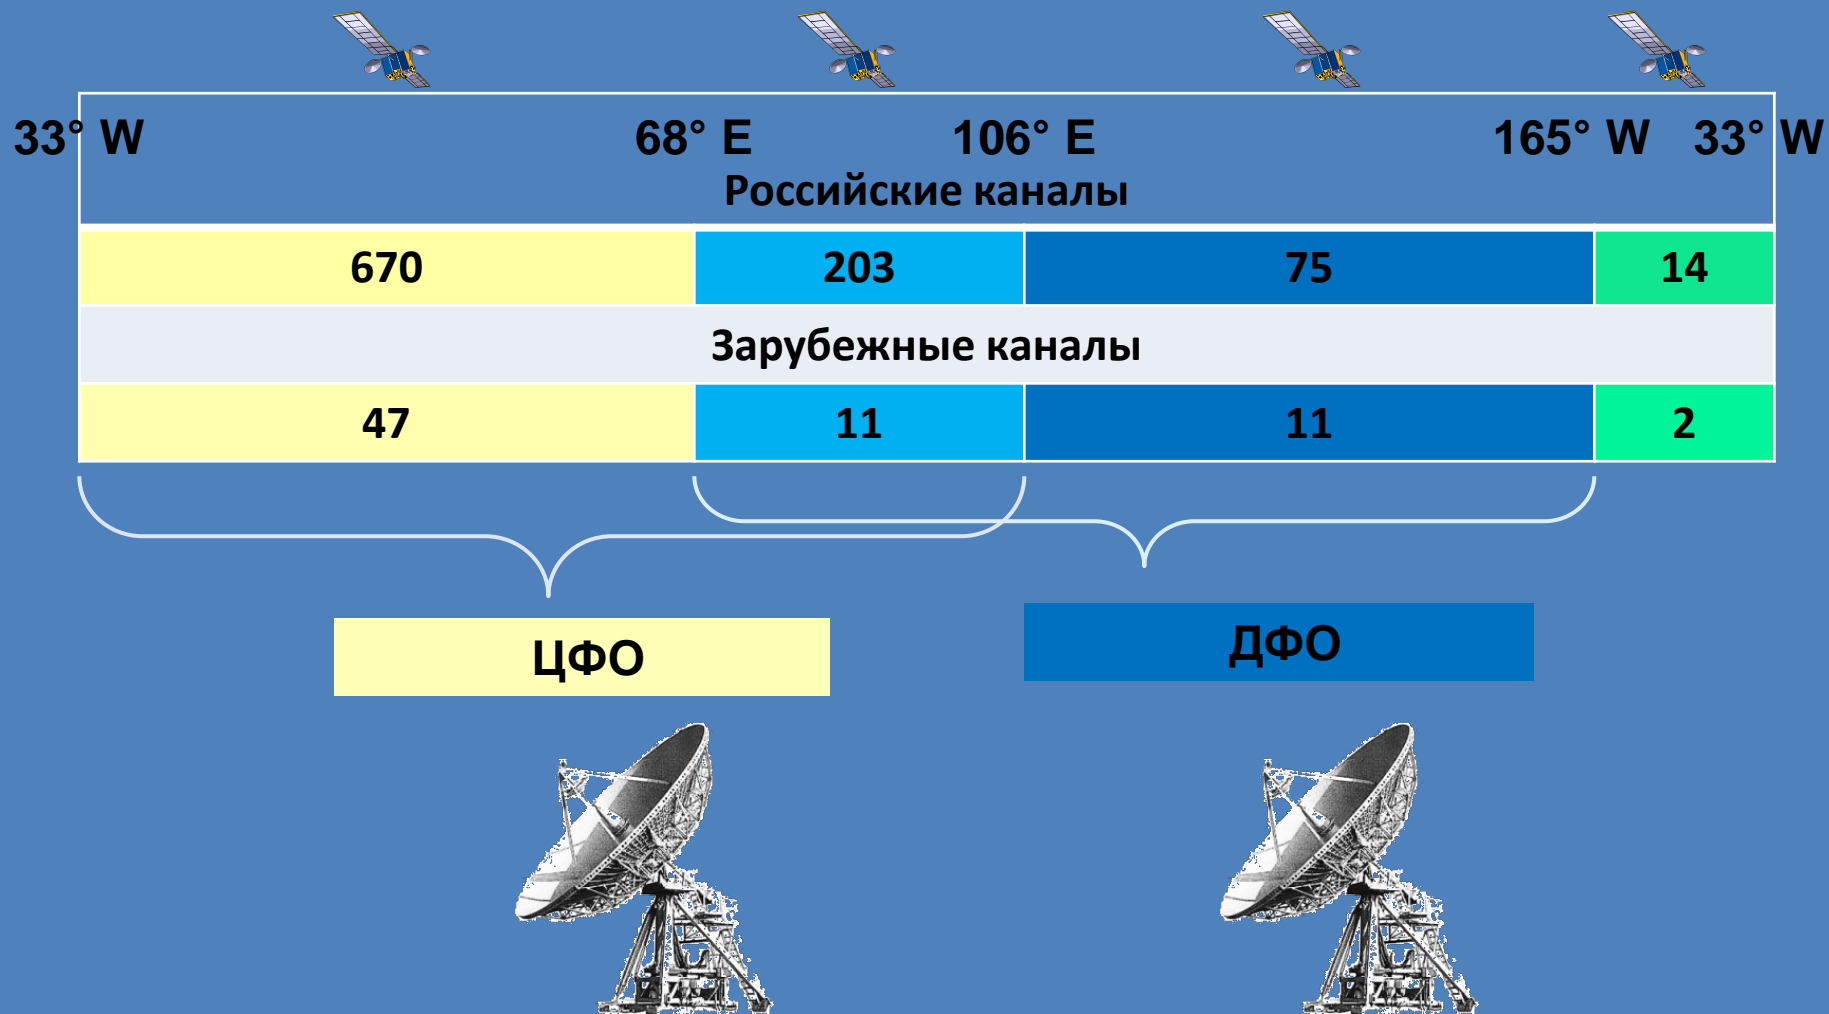 33° W 68° E 106° E 165° W 33° W
Российские каналы
670 203 75 14
Зарубежные каналы
47 11 11 2
ЦФО ДФО